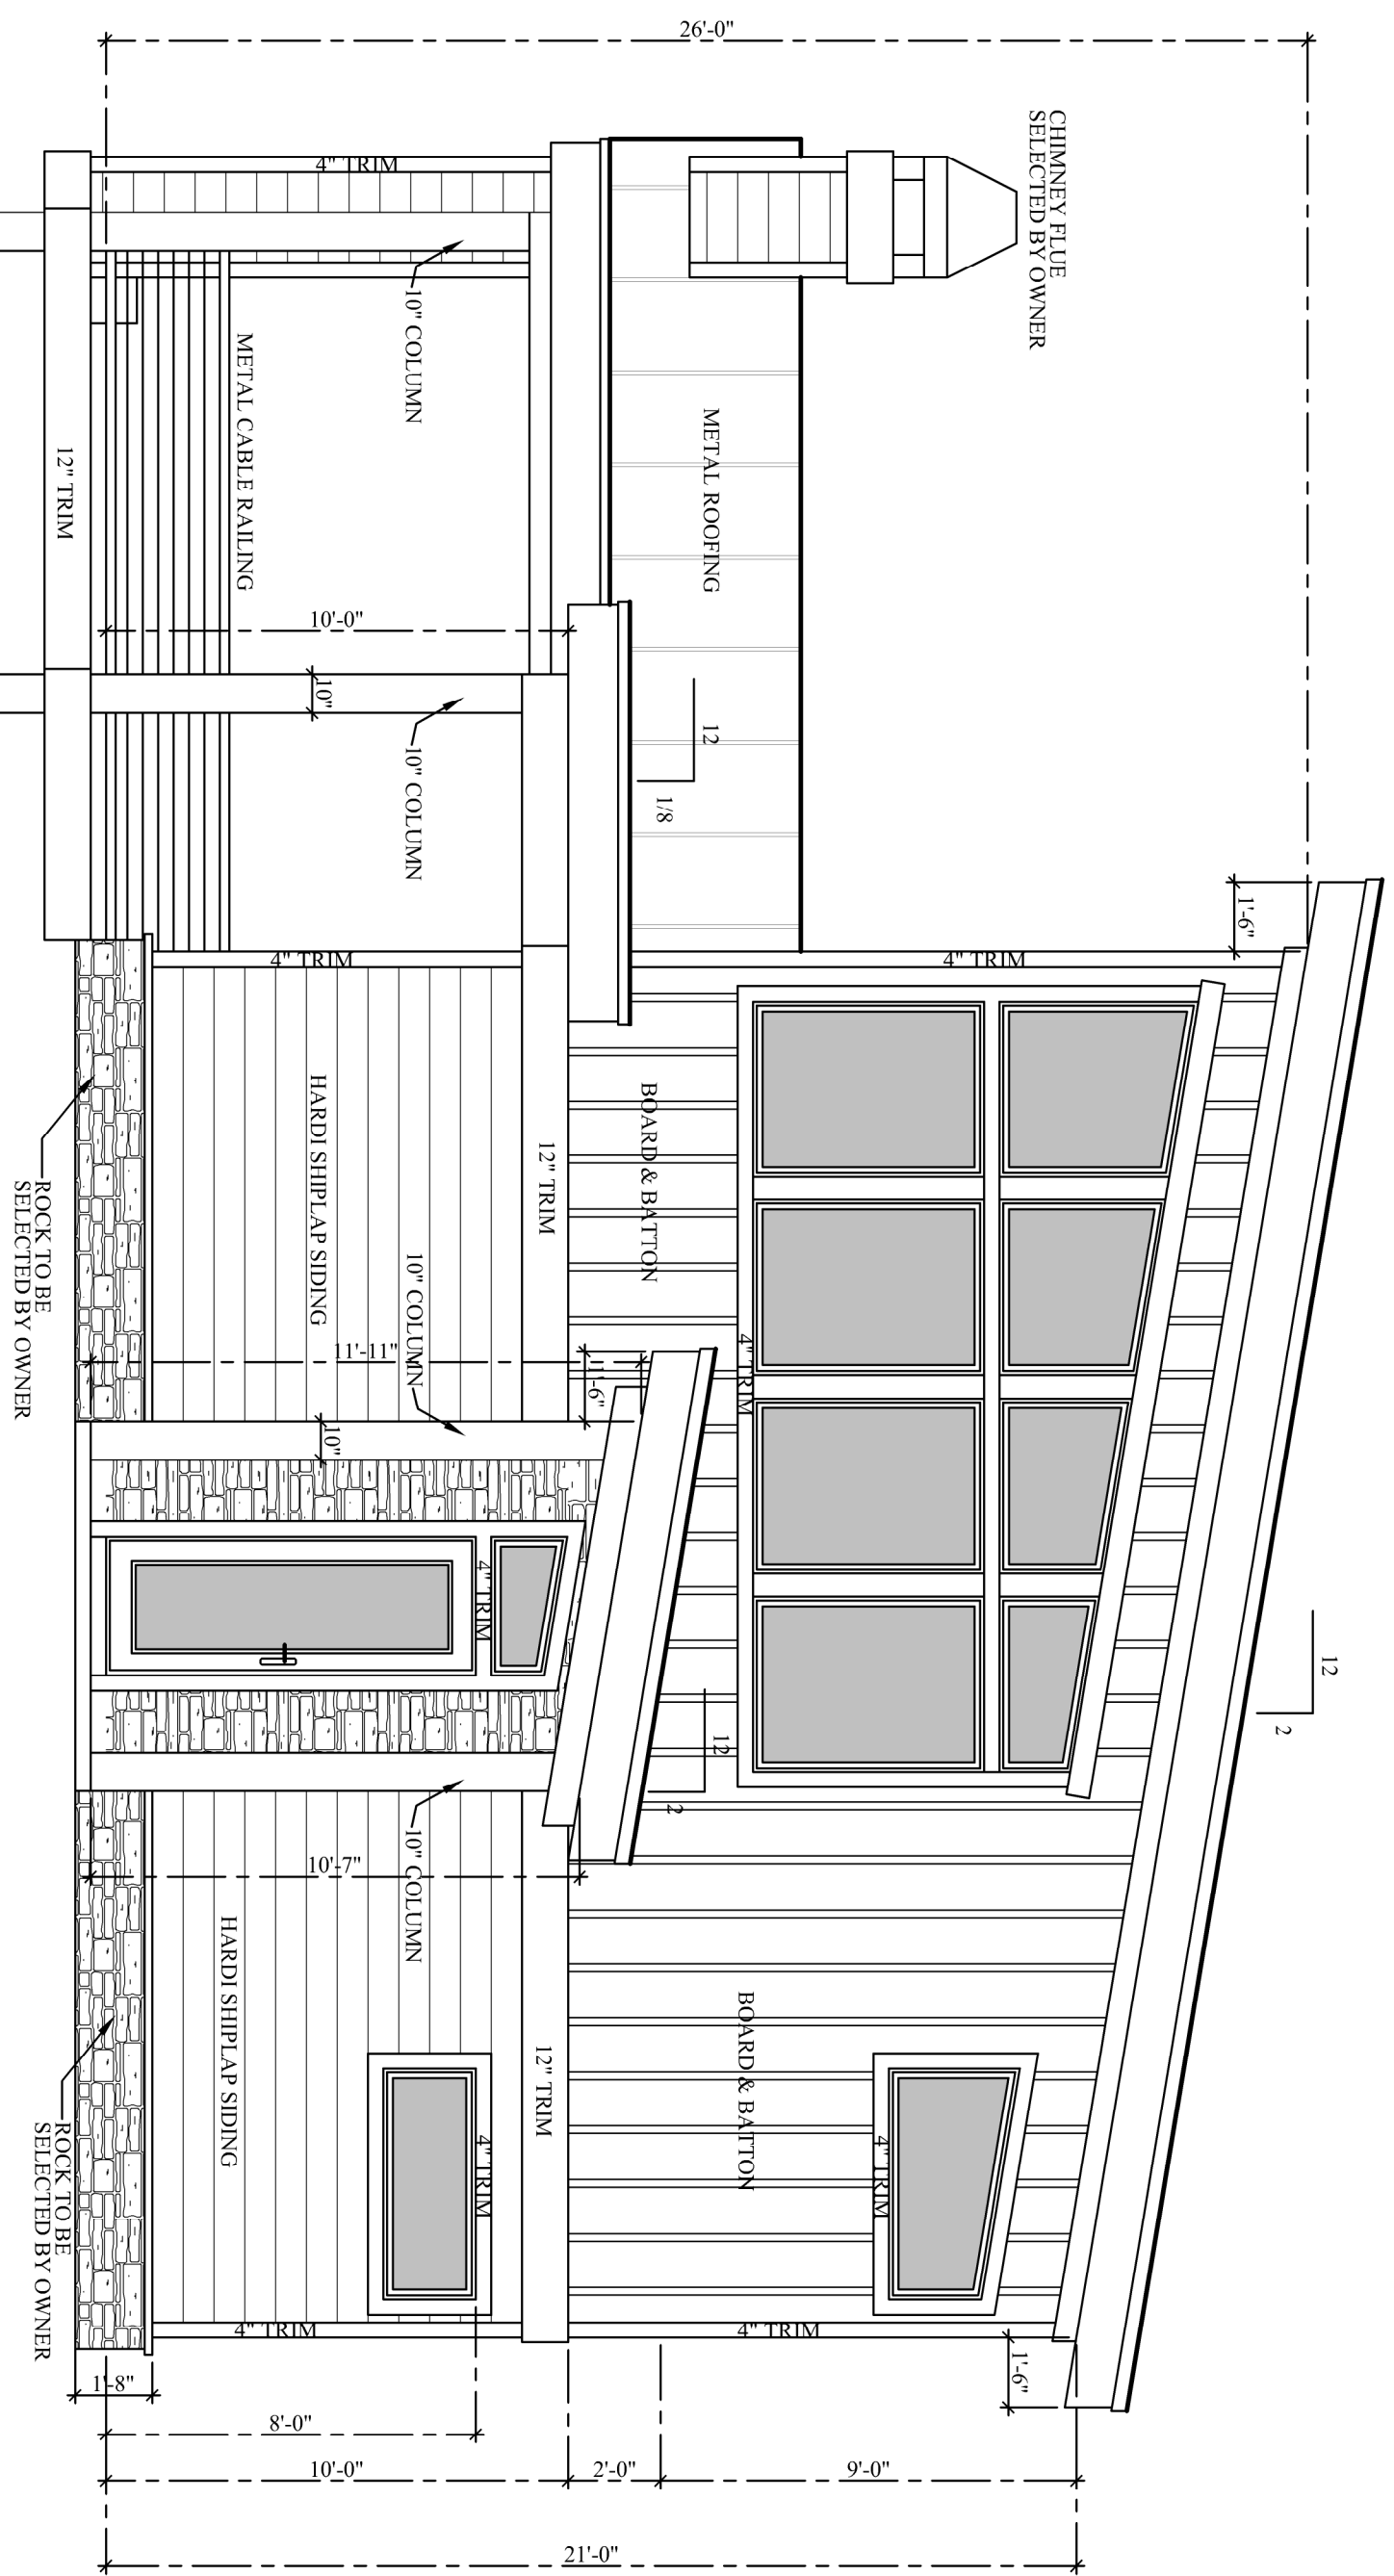 26'-0"
CHIMNEY FLUE
SELECTED BY OWNER
4" TRIM
10" COLUMN
METAL CABLE RAILING
12" TRIM
METAL ROOFING
10'-0"
10"
10" COLUMN
12
1/8
1'-6"
4" TRIM
4" TRIM
ROCK TO BE
SELECTED BY OWNER
HARDI SHIPLAP SIDING
12" TRIM
BOARD & BATTON
10" COLUMN
11'-11"
1'-6"
4" TRIM
10"
4" TRIM
12
2
12
2
10" COLUMN
10'-7"
HARDI SHIPLAP SIDING
ROCK TO BE
SELECTED BY OWNER
12" TRIM
BOARD & BATTON
4" TRIM
4" TRIM
4" TRIM
4" TRIM
1'-6"
1'-8"
8'-0"
10'-0"
2'-0"
9'-0"
21'-0"